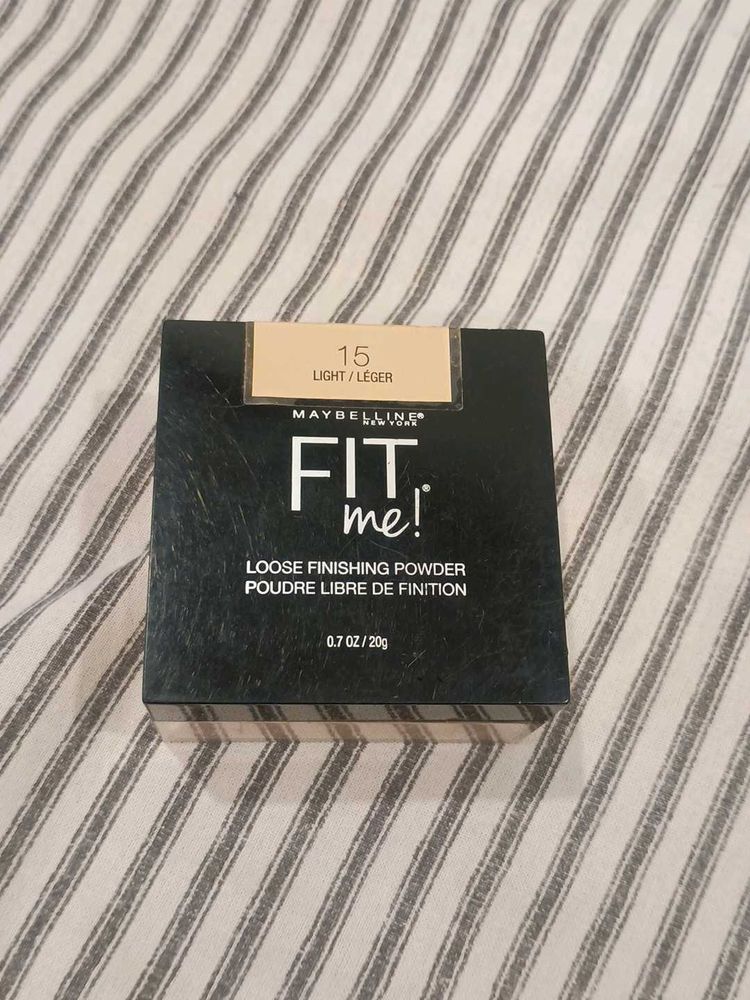 15
LIGHT / LÉGER
MAYBELLINE®
NEW YORK
FIT
me!®
LOOSE FINISHING POWDER
POUDRE LIBRE DE FINITION
0.7 OZ / 20g